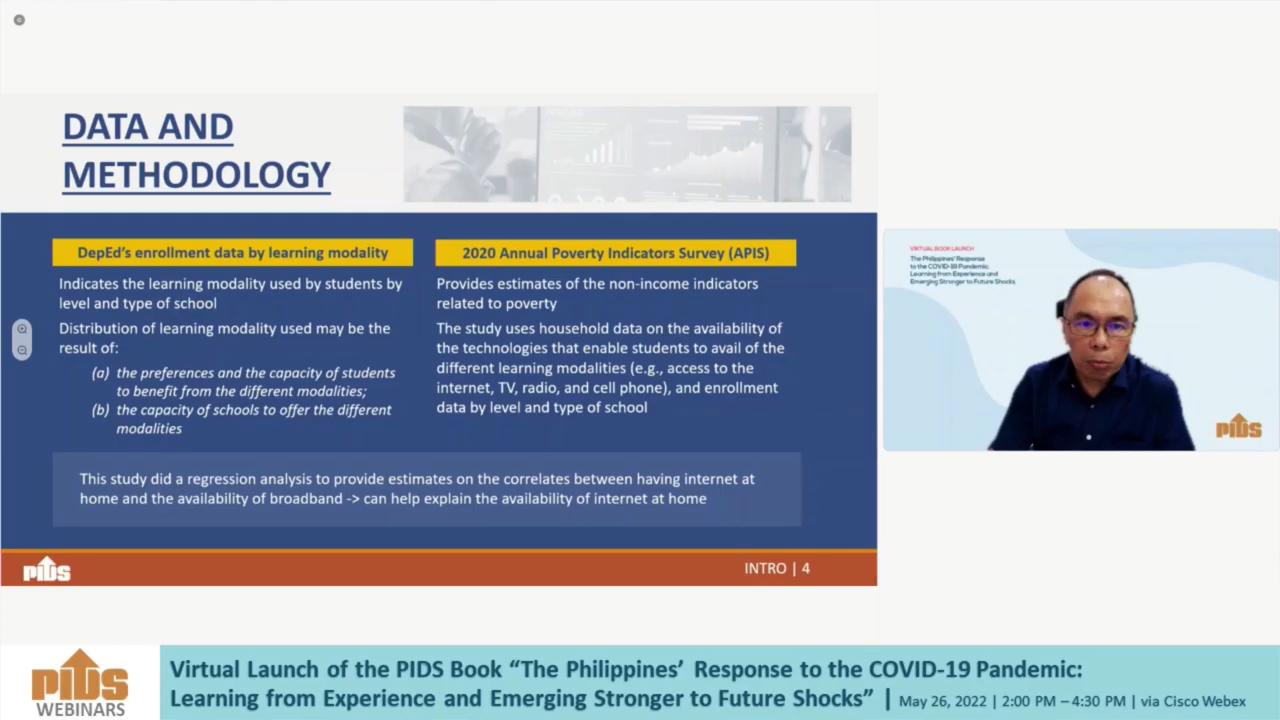 DATA AND
METHODOLOGY
DepEd's enrollment data by learning modality
Indicates the learning modality used by students by
level and type of school
Distribution of learning modality used may be the
result of:
(a) the preferences and the capacity of students
to benefit from the different modalities;
(b) the capacity of schools to offer the different
modalities
2020 Annual Poverty Indicators Survey (APIS)
Provides estimates of the non-income indicators
related to poverty
The study uses household data on the availability of
the technologies that enable students to avail of the
different learning modalities (e.g., access to the
internet, TV, radio, and cell phone), and enrollment
data by level and type of school
This study did a regression analysis to provide estimates on the correlates between having internet at
home and the availability of broadband -> can help explain the availability of internet at home
PIDS
INTRO | 4
VIRTUAL BOOK LAUNCH
The Philippines' Response
to the COVID-19 Pandemic:
Learning from Experience and
Emerging Stronger to Future Shocks
PIDS
PIDS
WEBINARS
Virtual Launch of the PIDS Book “The Philippines’ Response to the COVID-19 Pandemic:
Learning from Experience and Emerging Stronger to Future Shocks” | May 26, 2022 | 2:00 PM – 4:30 PM | via Cisco Webex